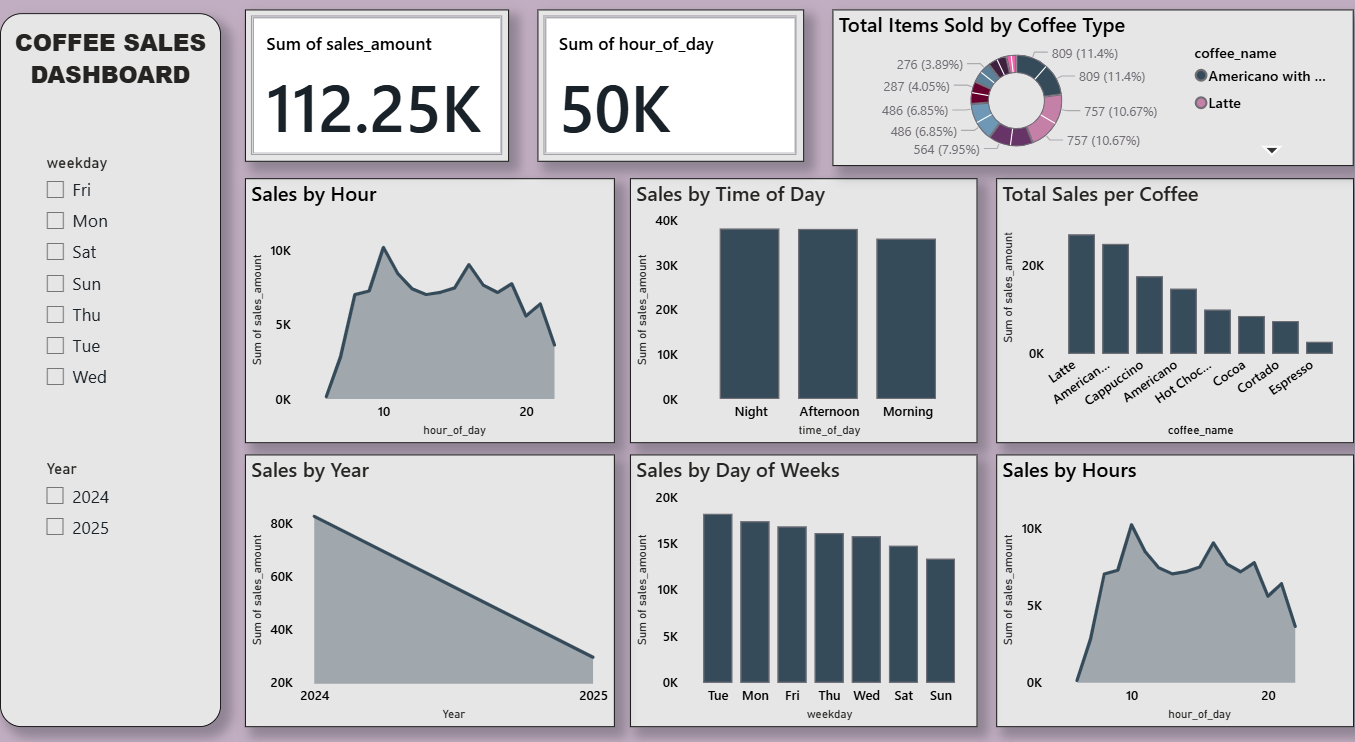 COFFEE SALES
DASHBOARD
weekday
Fri
Mon
Sat
Sun
Thu
Tue
Wed
Year
2024
2025
Sum of sales_amount
112.25K
Sum of hour_of_day
50K
Total Items Sold by Coffee Type
809 (11.4%)
809 (11.4%)
757 (10.67%)
757 (10.67%)
564 (7.95%)
486 (6.85%)
486 (6.85%)
287 (4.05%)
276 (3.89%)
coffee_name
Americano with ...
Latte
Sales by Hour
Sum of sales_amount
10K
5K
0K
10 20
hour_of_day
Sales by Time of Day
Sum of sales_amount
40K
30K
20K
10K
0K
Night Afternoon Morning
time_of_day
Total Sales per Coffee
Sum of sales_amount
20K
0K
Latte
American...
Cappuccino
Americano
Hot Choc...
Cocoa
Cortado
Espresso
coffee_name
Sales by Year
Sum of sales_amount
80K
60K
40K
20K
2024 2025
Year
Sales by Day of Weeks
Sum of sales_amount
20K
15K
10K
5K
0K
Tue Mon Fri Thu Wed Sat Sun
weekday
Sales by Hours
Sum of sales_amount
10K
5K
0K
10 20
hour_of_day